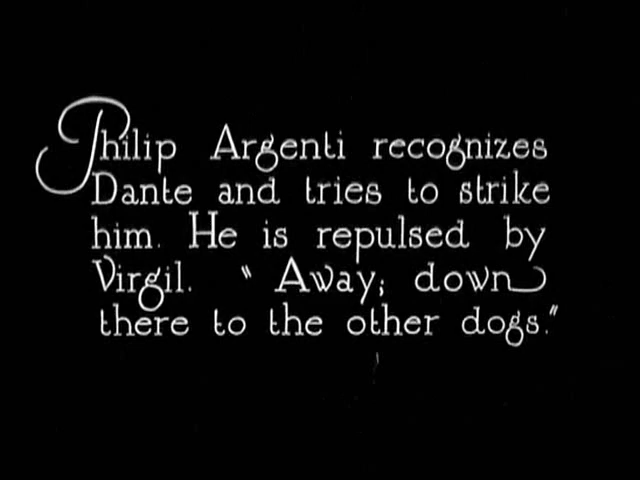 Philip Argenti recognizes
Dante and tries to strike
him. He is repulsed by
Virgil. " Away; down
there to the other dogs."